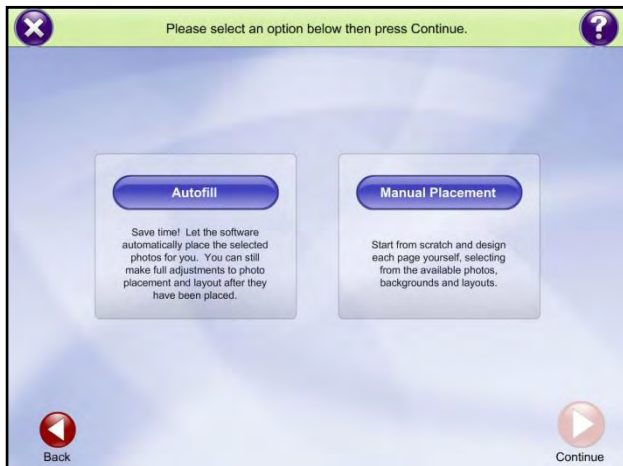 Please select an option below then press Continue.
Autofill
Save time! Let the software
automatically place the selected
photos for you. You can still
make full adjustments to photo
placement and layout after they
have been placed.
Manual Placement
Start from scratch and design
each page yourself, selecting
from the available photos,
backgrounds and layouts.
Back
Continue